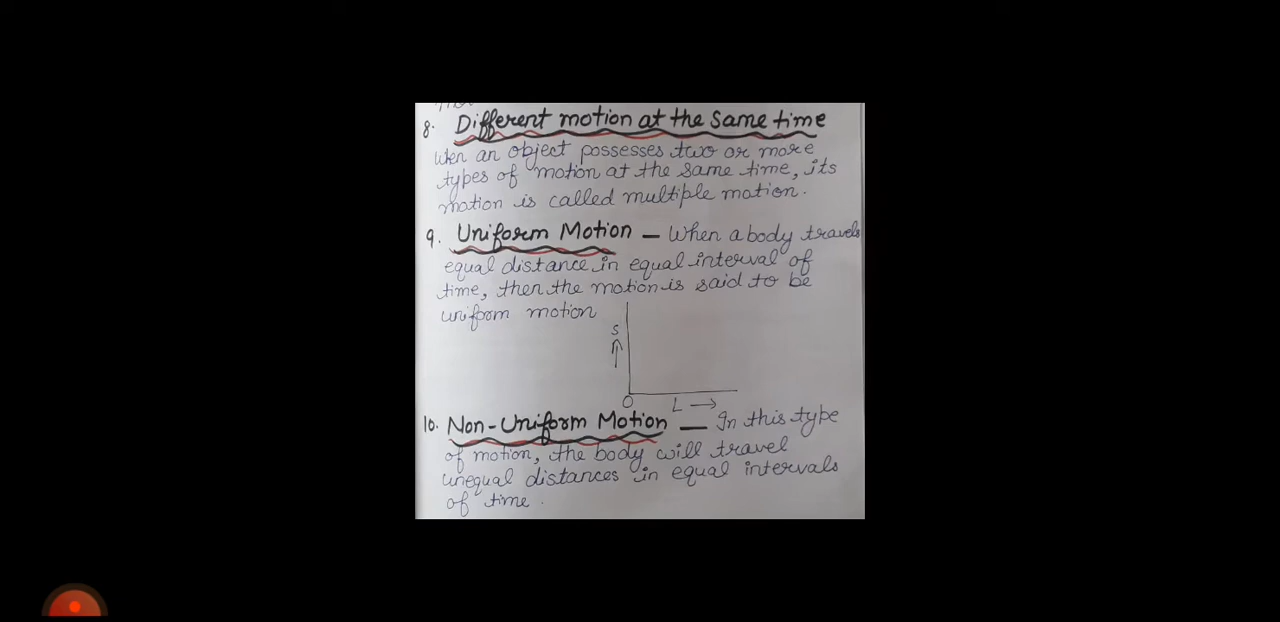 8. Different motion at the same time
Wen an object possesses two or more
types of motion at the same time, its
motion is called multiple motion.
9. Uniform Motion — When a body travels
equal distance in equal interval of
time, then the motion is said to be
uniform motion
S
O
L
10. Non-Uniform Motion — In this type
of motion, the body will travel
unequal distances in equal intervals
of time.